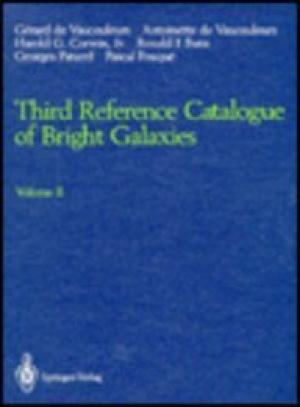 Gérard de Vaucouleurs Antoinette de Vaucouleurs
Harold G. Corwin, Jr. Ronald J. Buta
Georges Paturel Pascal Fouqué
Third Reference Catalogue
of Bright Galaxies
Volume II
Springer-Verlag